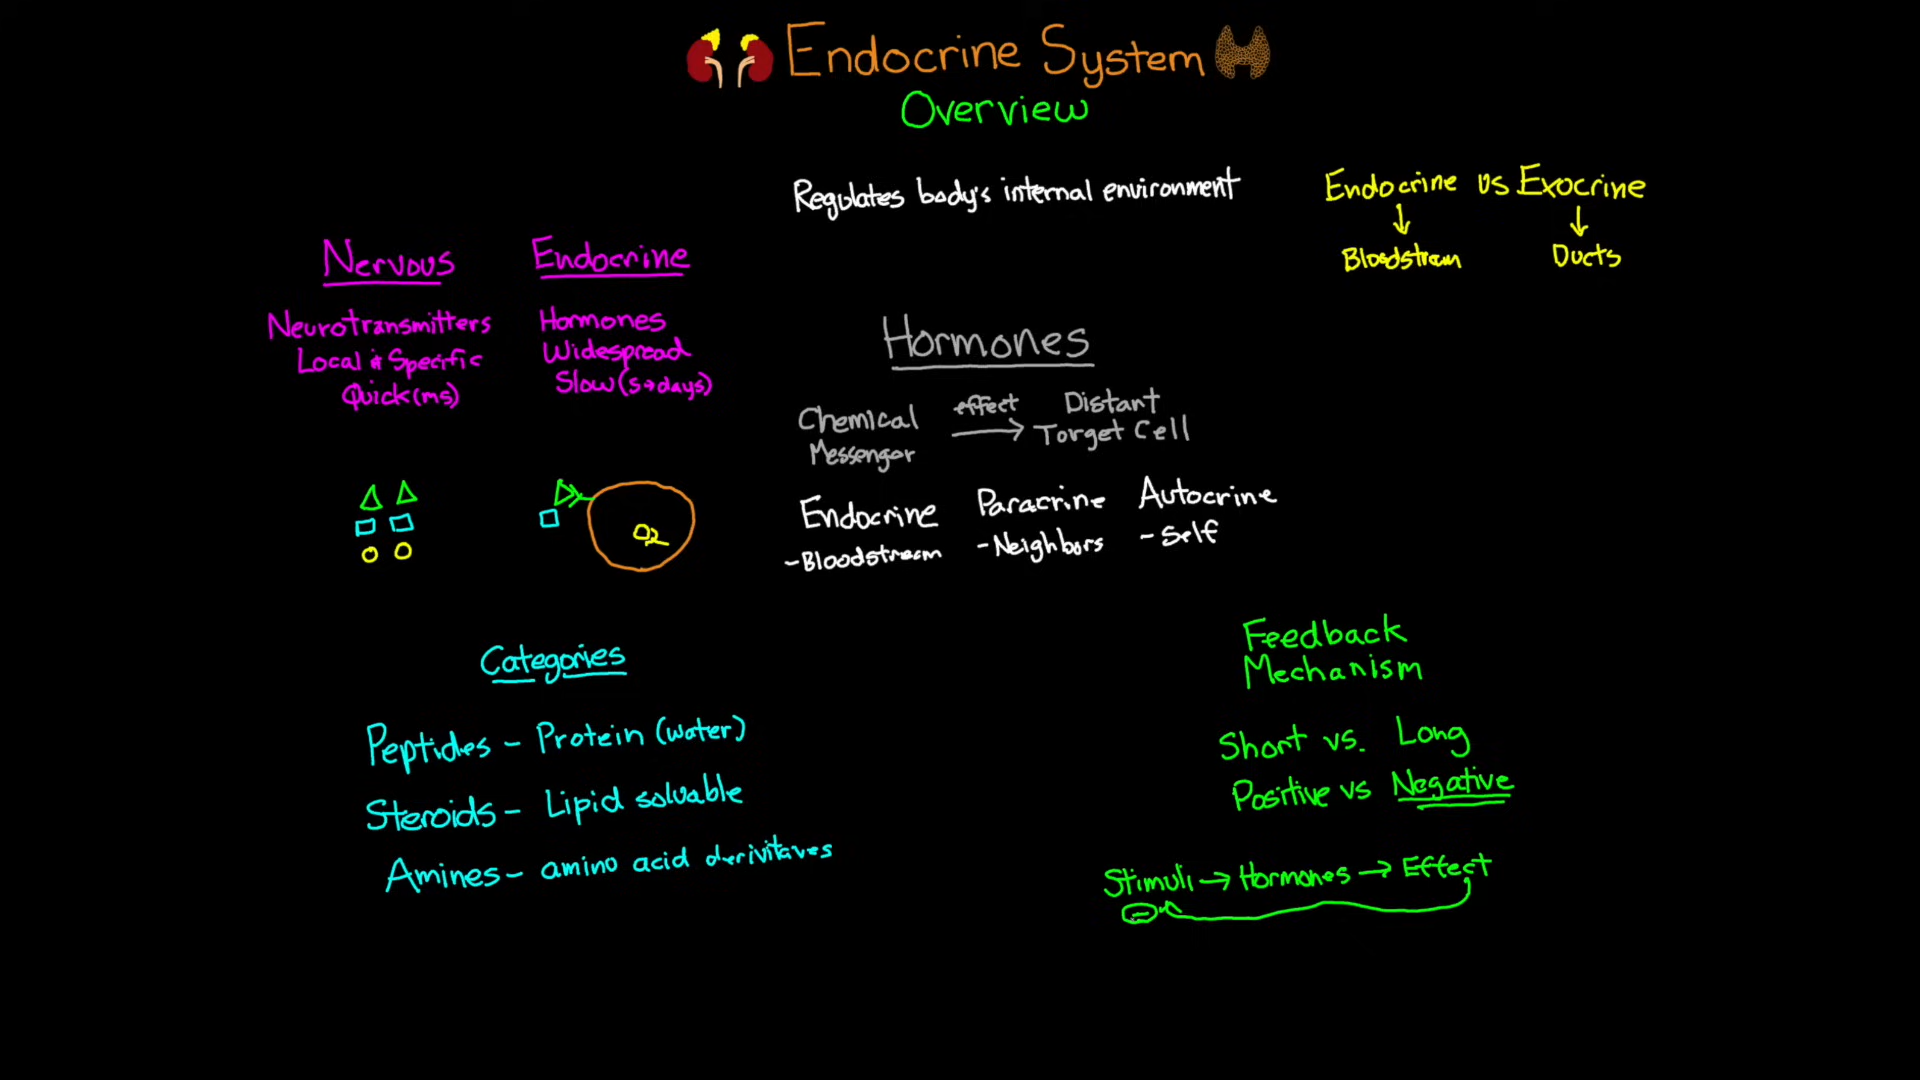 Endocrine System
Overview
Regulates body's internal environment
Endocrine vs Exocrine
Bloodstream
Ducts
Nervous
Neurotransmitters
Local & Specific
Quick (ms)
Endocrine
Hormones
Widespread
Slow (s→days)
Hormones
Chemical
Messenger
effect
Distant
Target Cell
Endocrine
-Bloodstream
Paracrine
-Neighbors
Autocrine
-Self
Categories
Peptides - Protein (water)
Steroids - Lipid soluable
Amines - amino acid derivitaves
Feedback
Mechanism
Short vs. Long
Positive vs Negative
Stimuli → Hormones → Effect